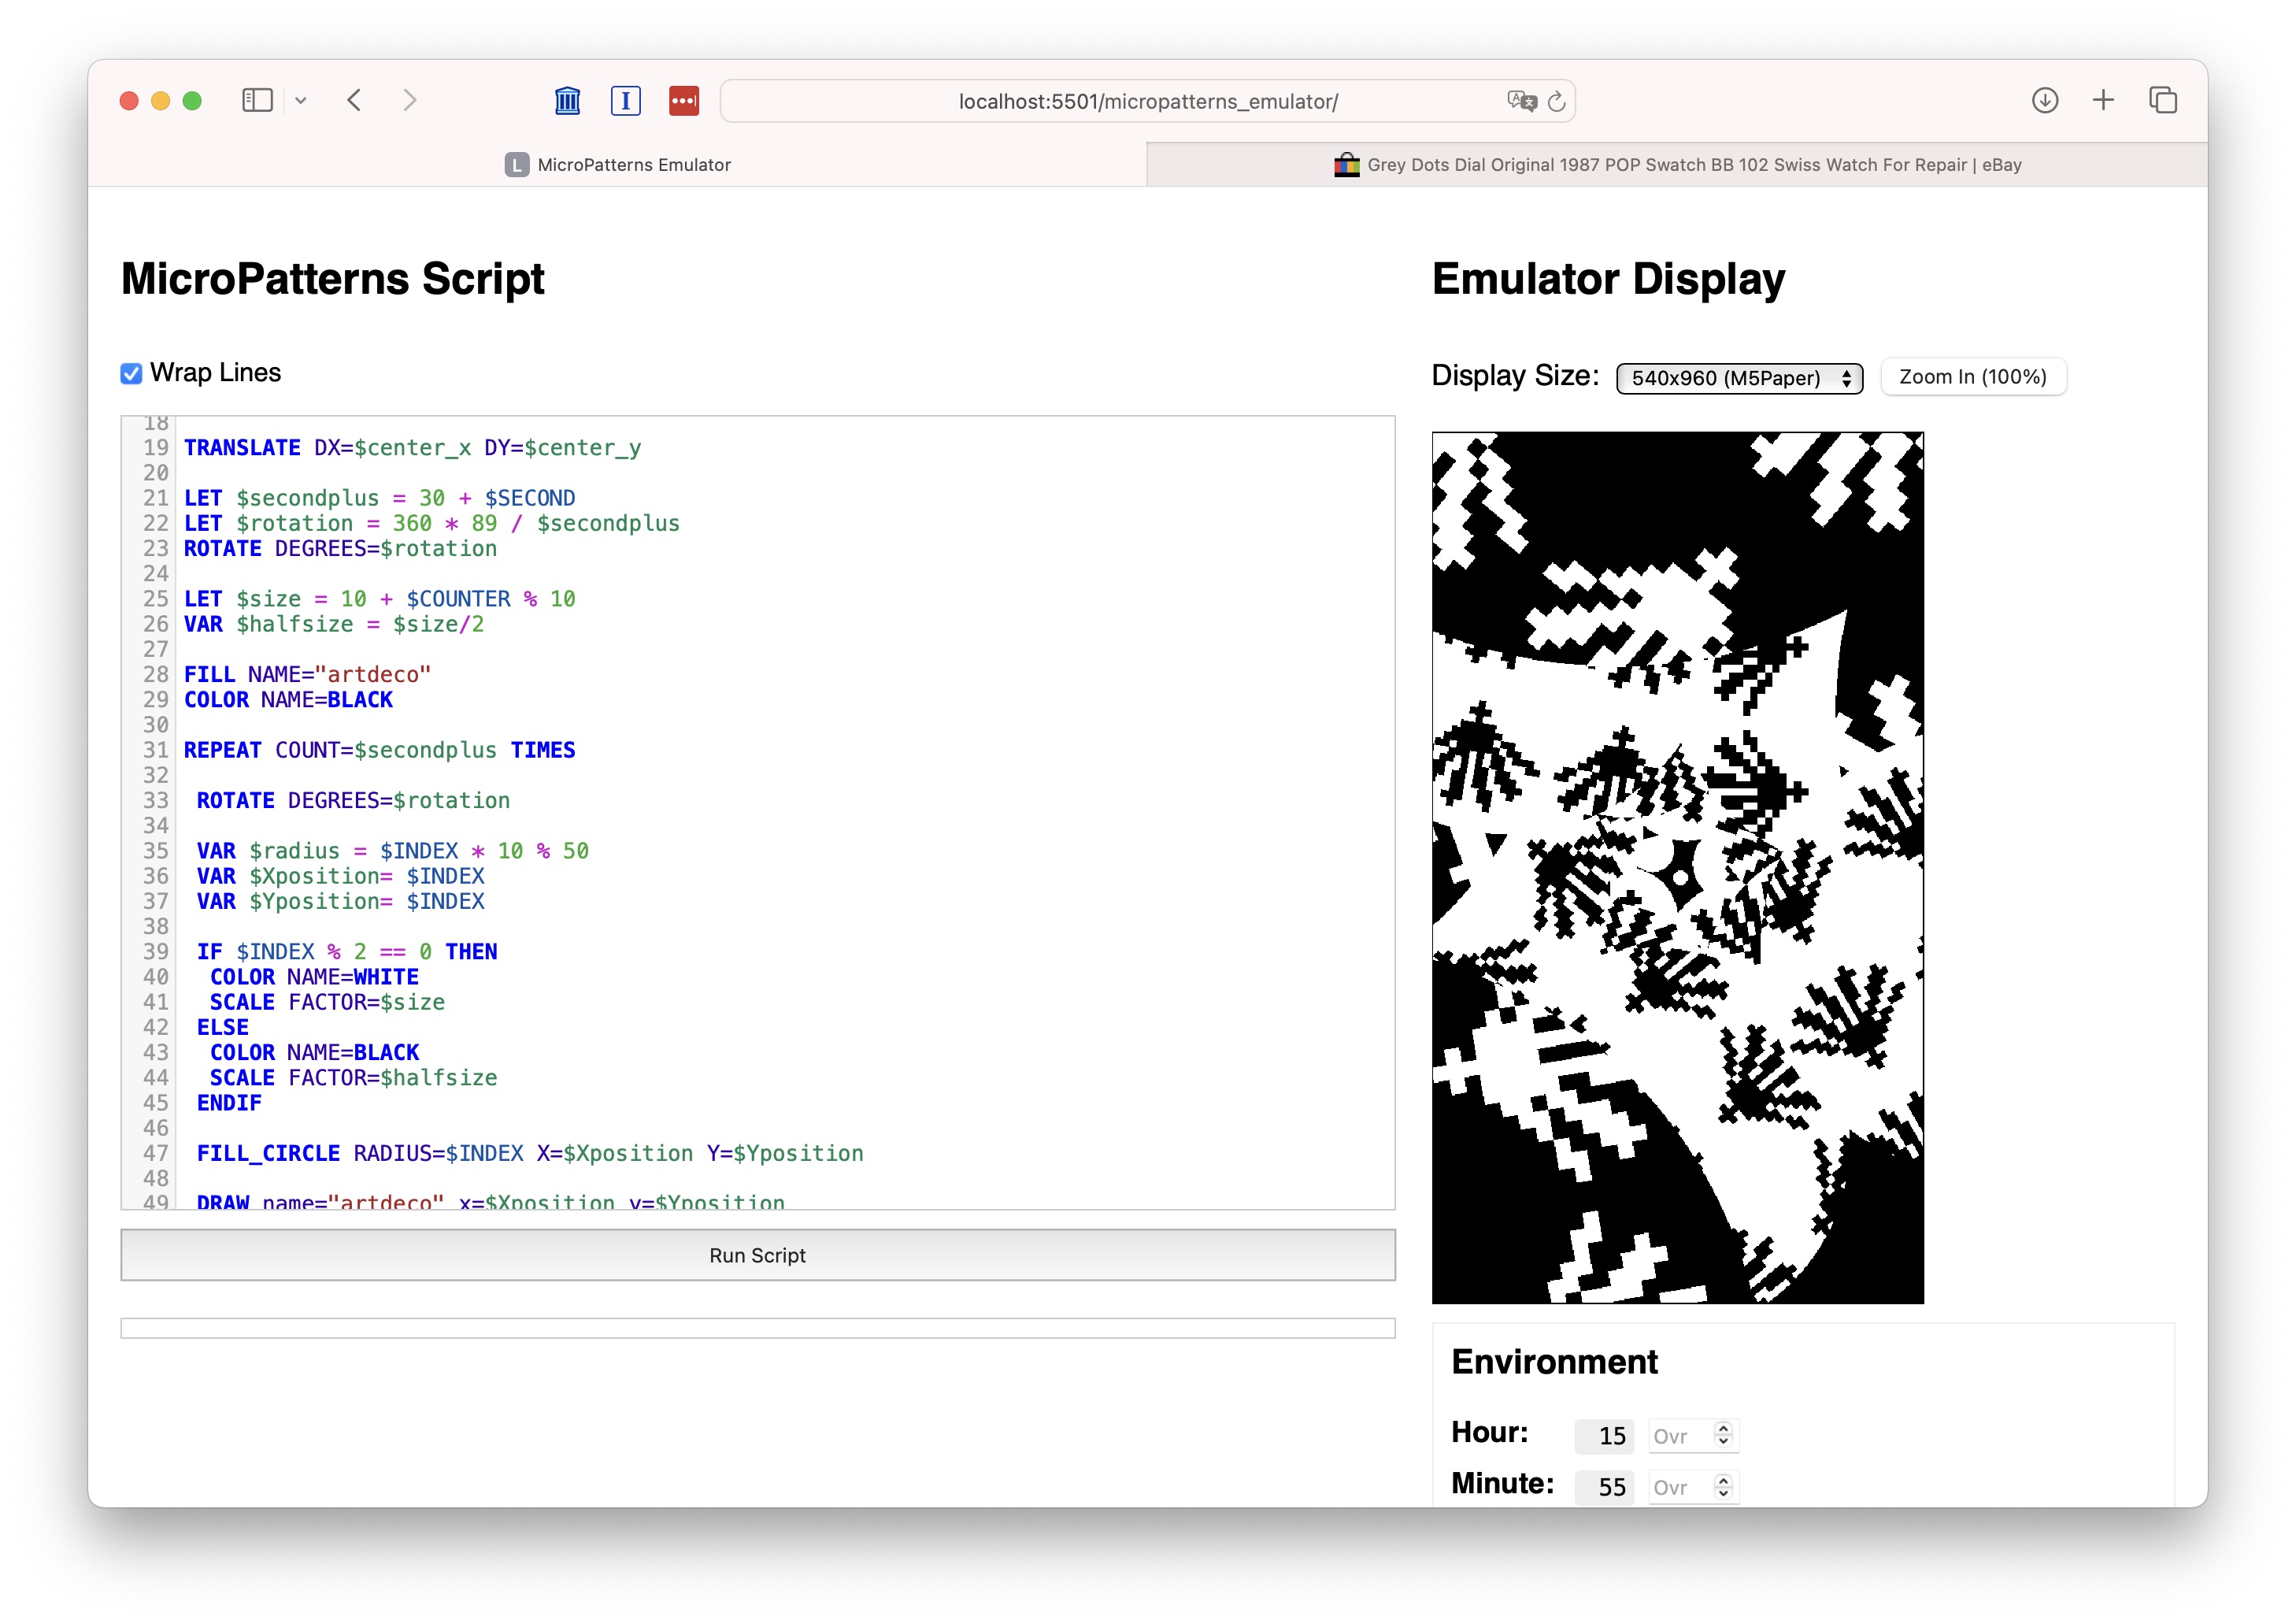 localhost:5501/micropatterns_emulator/
L MicroPatterns Emulator
Grey Dots Dial Original 1987 POP Swatch BB 102 Swiss Watch For Repair | eBay
MicroPatterns Script
Wrap Lines
18
19 TRANSLATE DX=$center_x DY=$center_y
20
21 LET $secondplus = 30 + $SECOND
22 LET $rotation = 360 * 89 / $secondplus
23 ROTATE DEGREES=$rotation
24
25 LET $size = 10 + $COUNTER % 10
26 VAR $halfsize = $size/2
27
28 FILL NAME="artdeco"
29 COLOR NAME=BLACK
30
31 REPEAT COUNT=$secondplus TIMES
32
33 ROTATE DEGREES=$rotation
34
35 VAR $radius = $INDEX * 10 % 50
36 VAR $Xposition= $INDEX
37 VAR $Yposition= $INDEX
38
39 IF $INDEX % 2 == 0 THEN
40 COLOR NAME=WHITE
41 SCALE FACTOR=$size
42 ELSE
43 COLOR NAME=BLACK
44 SCALE FACTOR=$halfsize
45 ENDIF
46
47 FILL_CIRCLE RADIUS=$INDEX X=$Xposition Y=$Yposition
48
49 DRAW name="artdeco" x=$Xposition y=$Yposition
Run Script
Emulator Display
Display Size: 540x960 (M5Paper) Zoom In (100%)
Environment
Hour: 15 Ovr
Minute: 55 Ovr